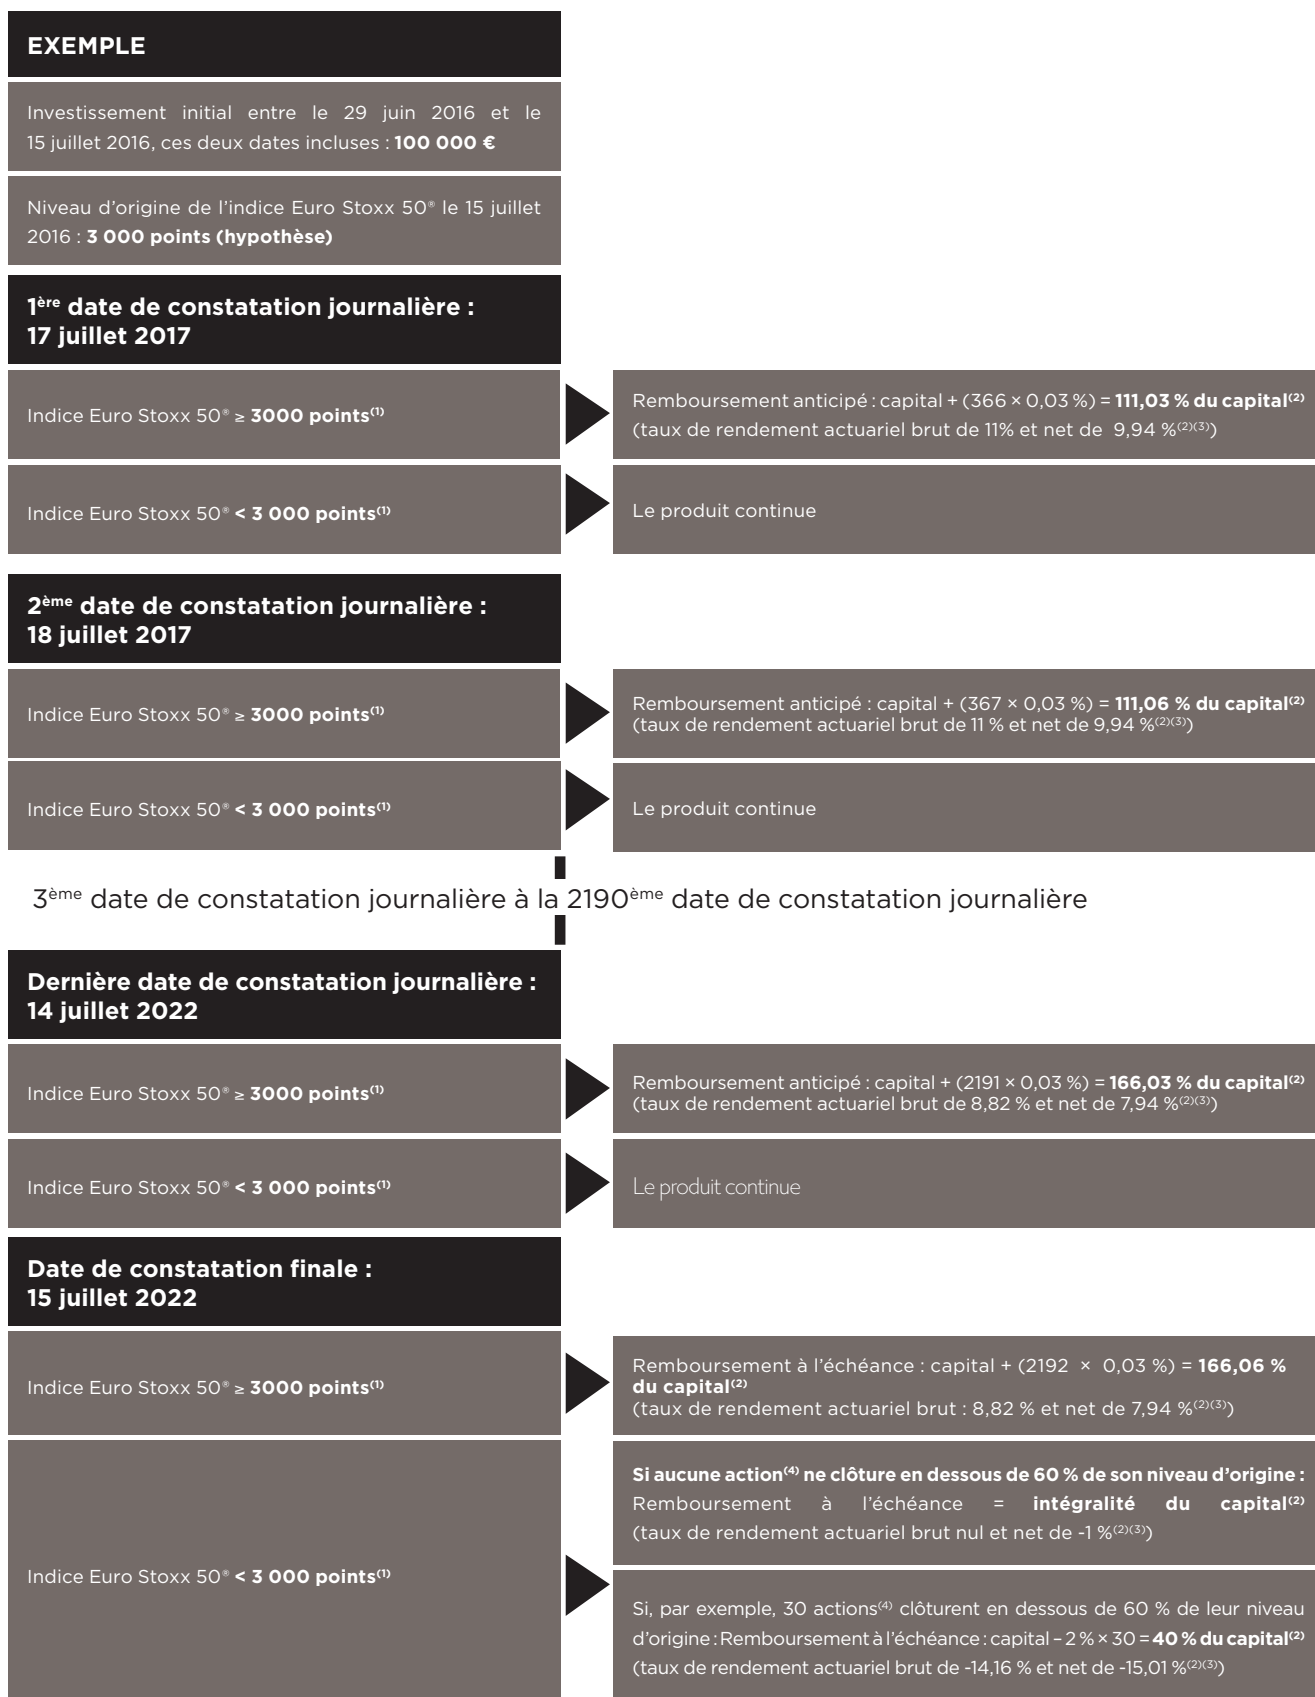 EXEMPLE
Investissement initial entre le 29 juin 2016 et le
15 juillet 2016, ces deux dates incluses : 100 000 €
Niveau d'origine de l'indice Euro Stoxx 50® le 15 juillet
2016 : 3 000 points (hypothèse)
1ère date de constatation journalière :
17 juillet 2017
Indice Euro Stoxx 50® ≥ 3000 points(1)
Remboursement anticipé : capital + (366 × 0,03 %) = 111,03 % du capital(2)
(taux de rendement actuariel brut de 11% et net de 9,94 %(2)(3))
Indice Euro Stoxx 50® < 3 000 points(1)
Le produit continue
2ème date de constatation journalière :
18 juillet 2017
Indice Euro Stoxx 50® ≥ 3000 points(1)
Remboursement anticipé : capital + (367 × 0,03 %) = 111,06 % du capital(2)
(taux de rendement actuariel brut de 11 % et net de 9,94 %(2)(3))
Indice Euro Stoxx 50® < 3 000 points(1)
Le produit continue
3ème date de constatation journalière à la 2190ème date de constatation journalière
Dernière date de constatation journalière :
14 juillet 2022
Indice Euro Stoxx 50® ≥ 3000 points(1)
Remboursement anticipé : capital + (2191 × 0,03 %) = 166,03 % du capital(2)
(taux de rendement actuariel brut de 8,82 % et net de 7,94 %(2)(3))
Indice Euro Stoxx 50® < 3 000 points(1)
Le produit continue
Date de constatation finale :
15 juillet 2022
Indice Euro Stoxx 50® ≥ 3000 points(1)
Remboursement à l'échéance : capital + (2192 × 0,03 %) = 166,06 %
du capital(2)
(taux de rendement actuariel brut : 8,82 % et net de 7,94 %(2)(3))
Indice Euro Stoxx 50® < 3 000 points(1)
Si aucune action(4) ne clôture en dessous de 60 % de son niveau d'origine :
Remboursement à l'échéance = intégralité du capital(2)
(taux de rendement actuariel brut nul et net de -1 %(2)(3))
Si, par exemple, 30 actions(4) clôturent en dessous de 60 % de leur niveau
d'origine : Remboursement à l'échéance : capital – 2 % × 30 = 40 % du capital(2)
(taux de rendement actuariel brut de -14,16 % et net de -15,01 %(2)(3))